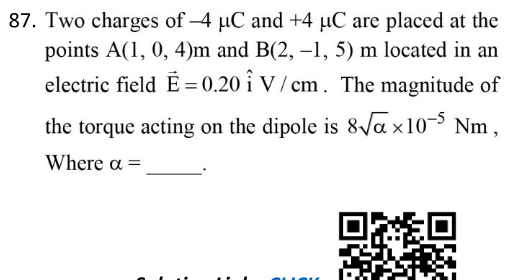 87. Two charges of –4 μC and +4 μC are placed at the
points A(1, 0, 4)m and B(2, –1, 5) m located in an
electric field \vec{E} = 0.20 \hat{i} V / cm . The magnitude of
the torque acting on the dipole is 8√α ×10⁻⁵ Nm ,
Where α = _____.